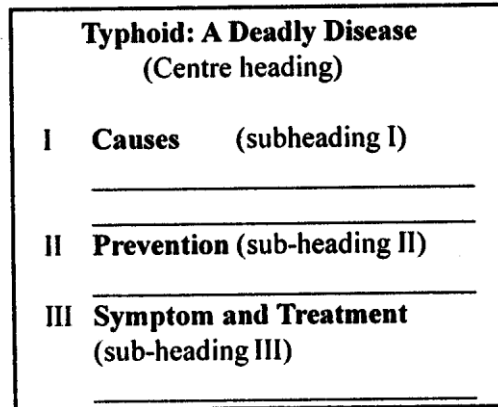 Typhoid: A Deadly Disease
(Centre heading)
I Causes (subheading I)
II Prevention (sub-heading II)
III Symptom and Treatment
(sub-heading III)